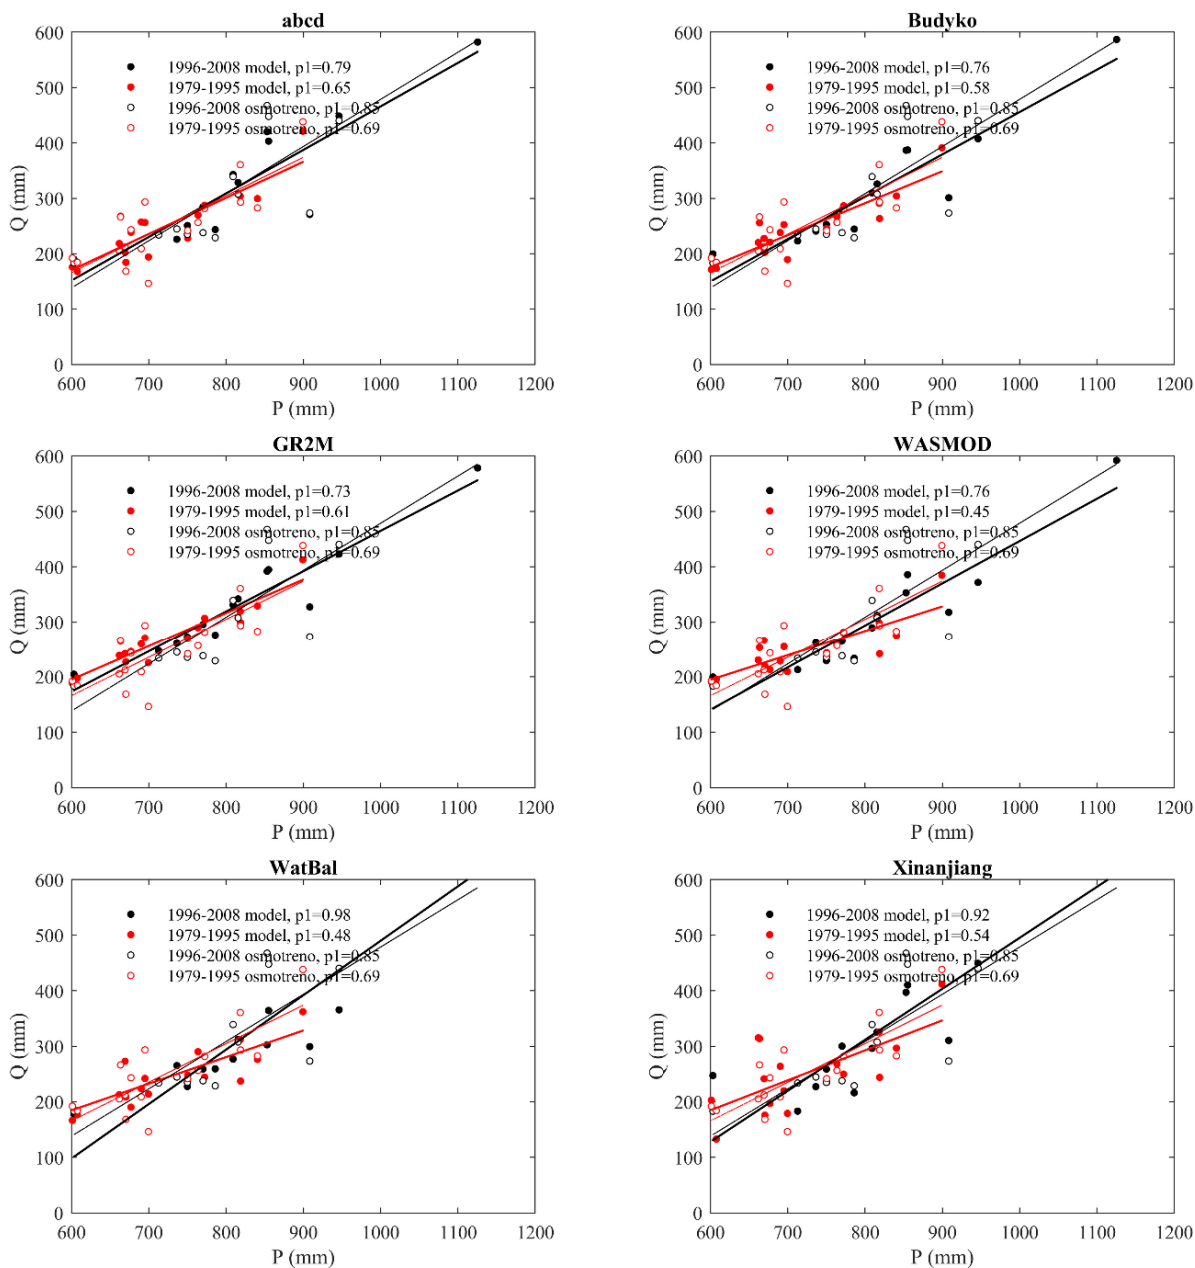 abcd
600
500
400
300
200
100
0
Q (mm)
1996-2008 model, p1=0.79
1979-1995 model, p1=0.65
1996-2008 osmotreno, p1=0.85
1979-1995 osmotreno, p1=0.69
600 700 800 900 1000 1100 1200
P (mm)
Budyko
600
500
400
300
200
100
0
Q (mm)
1996-2008 model, p1=0.76
1979-1995 model, p1=0.58
1996-2008 osmotreno, p1=0.85
1979-1995 osmotreno, p1=0.69
600 700 800 900 1000 1100 1200
P (mm)
GR2M
600
500
400
300
200
100
0
Q (mm)
1996-2008 model, p1=0.73
1979-1995 model, p1=0.61
1996-2008 osmotreno, p1=0.85
1979-1995 osmotreno, p1=0.69
600 700 800 900 1000 1100 1200
P (mm)
WASMOD
600
500
400
300
200
100
0
Q (mm)
1996-2008 model, p1=0.76
1979-1995 model, p1=0.45
1996-2008 osmotreno, p1=0.85
1979-1995 osmotreno, p1=0.69
600 700 800 900 1000 1100 1200
P (mm)
WatBal
600
500
400
300
200
100
0
Q (mm)
1996-2008 model, p1=0.98
1979-1995 model, p1=0.48
1996-2008 osmotreno, p1=0.85
1979-1995 osmotreno, p1=0.69
600 700 800 900 1000 1100 1200
P (mm)
Xinanjiang
600
500
400
300
200
100
0
Q (mm)
1996-2008 model, p1=0.92
1979-1995 model, p1=0.54
1996-2008 osmotreno, p1=0.85
1979-1995 osmotreno, p1=0.69
600 700 800 900 1000 1100 1200
P (mm)